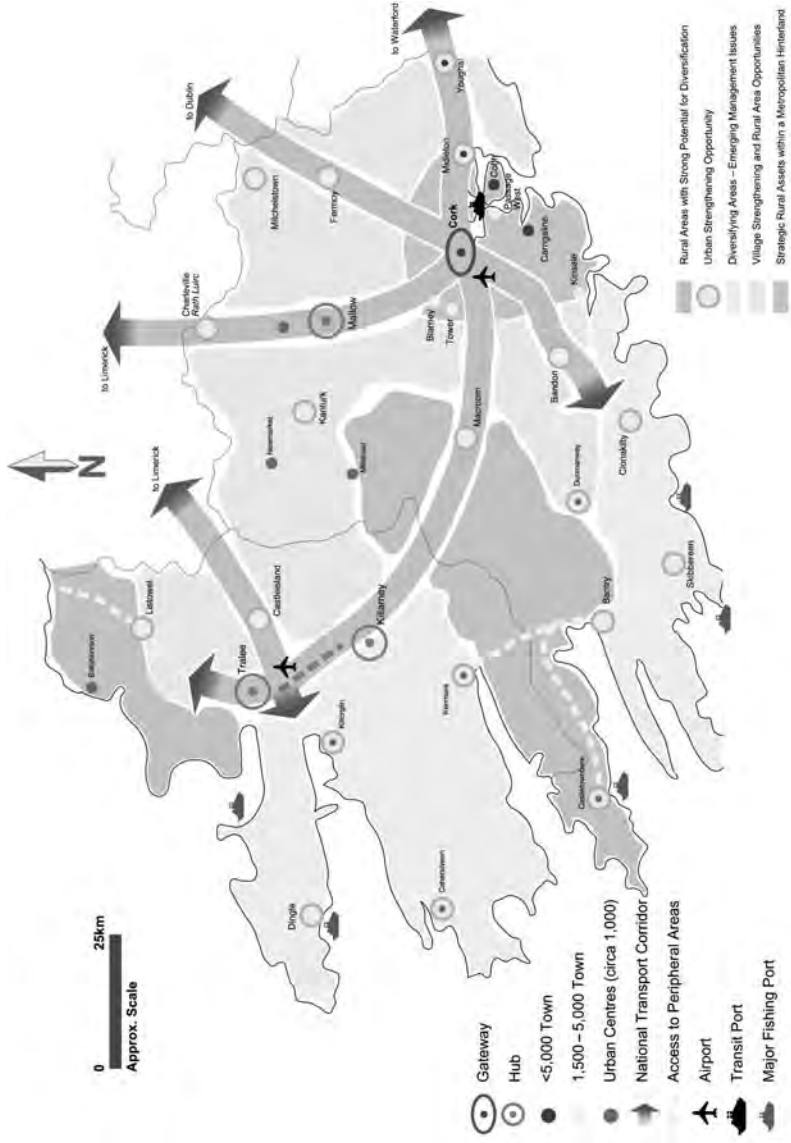 to Waterford
to Dublin
to Limerick
to Limerick
N
Youghal
Midleton
Cobh
Passage
West
Cork
Carrigaline
Kinsale
Mitchelstown
Fermoy
Charleville
Rath Luirc
Mallow
Blarney
Tower
Bandon
Clonakilty
Kanturk
Newmarket
Millstreet
Macroom
Dunmanway
Skibbereen
Bantry
Castleisland
Killarney
Listowel
Ballybunnion
Tralee
Killorglin
Kenmare
Castletownbere
Cahersiveen
Dingle
0
25km
Approx. Scale
Gateway
Hub
<5,000 Town
1,500 – 5,000 Town
Urban Centres (circa 1,000)
National Transport Corridor
Access to Peripheral Areas
Airport
Transit Port
Major Fishing Port
Rural Areas with Strong Potential for Diversification
Urban Strengthening Opportunity
Diversifying Areas – Emerging Management Issues
Village Strengthening and Rural Area Opportunities
Strategic Rural Assets within a Metropolitan Hinterland